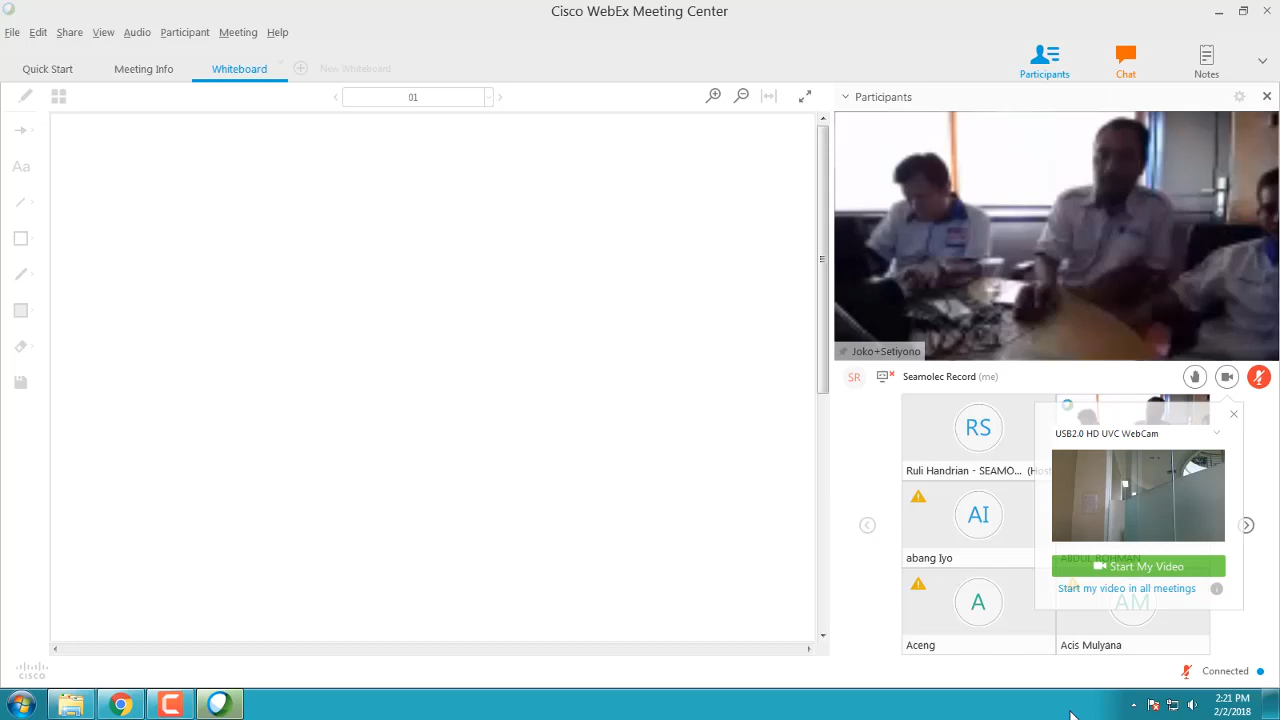 Cisco WebEx Meeting Center
File Edit Share View Audio Participant Meeting Help
Quick Start Meeting Info Whiteboard New Whiteboard
Participants Chat Notes
01
Participants
Aa
Joko+Setiyono
SR Seamolec Record (me)
RS
Ruli Handrian - SEAMO... (Host
USB2.0 HD UVC WebCam
AI
abang Iyo
ABDUL ROHMAN
Start My Video
Start my video in all meetings
A
AM
Aceng
Acis Mulyana
cisco
Connected
2:21 PM
2/2/2018